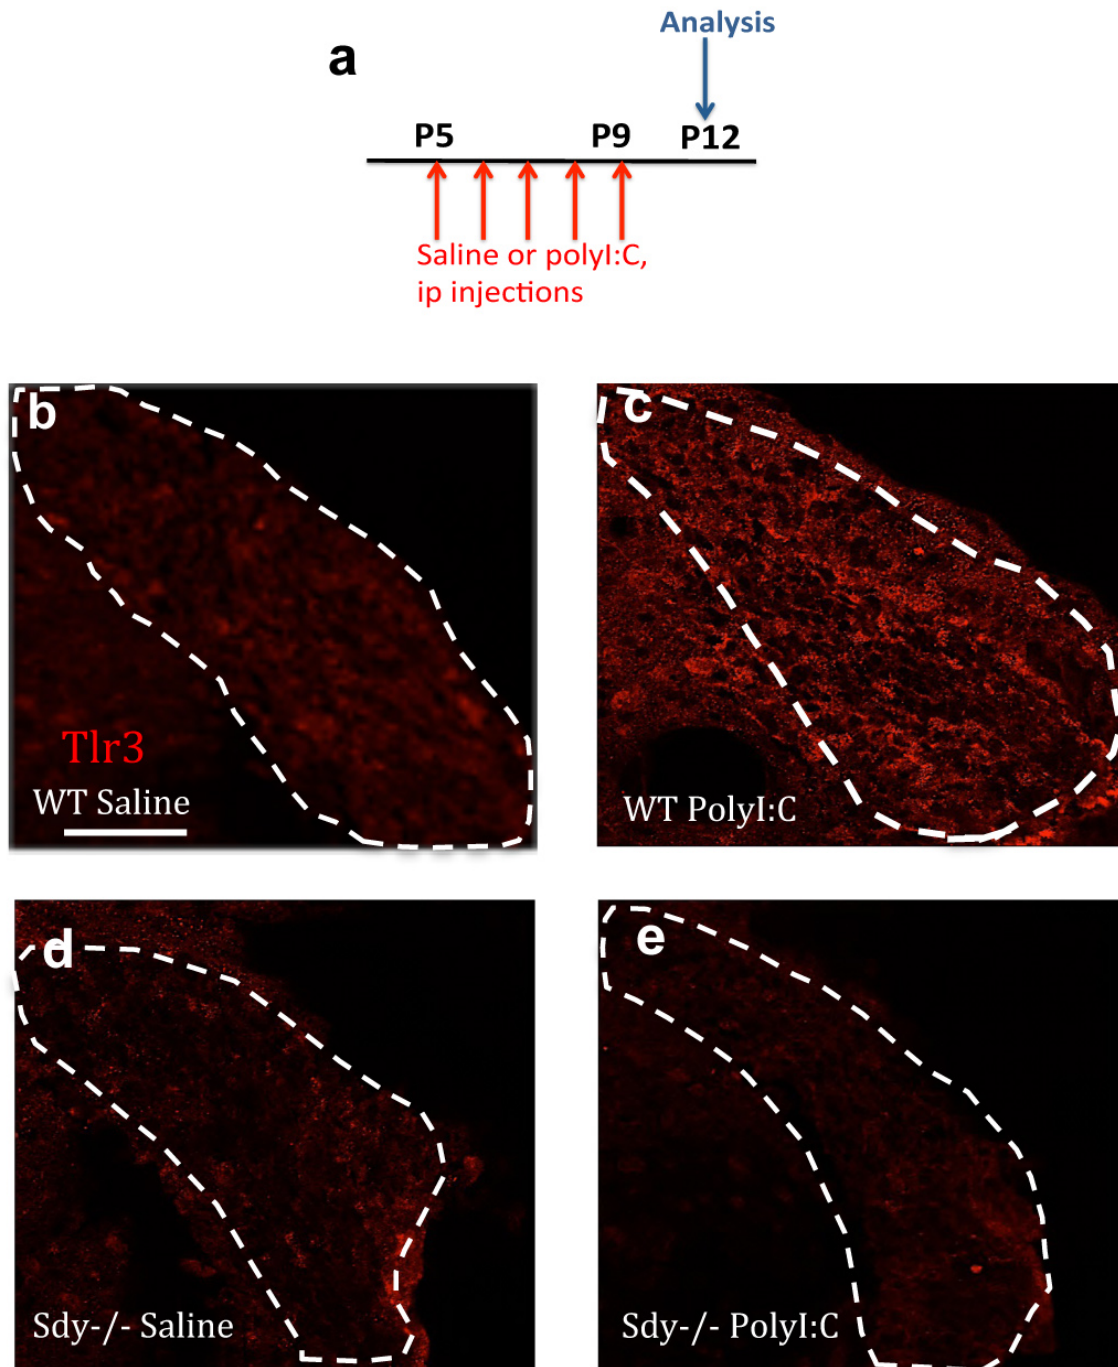 a
Analysis
P5 P9 P12
Saline or polyI:C,
ip injections
b
Tlr3
WT Saline
c
WT PolyI:C
d
Sdy-/- Saline
e
Sdy-/- PolyI:C